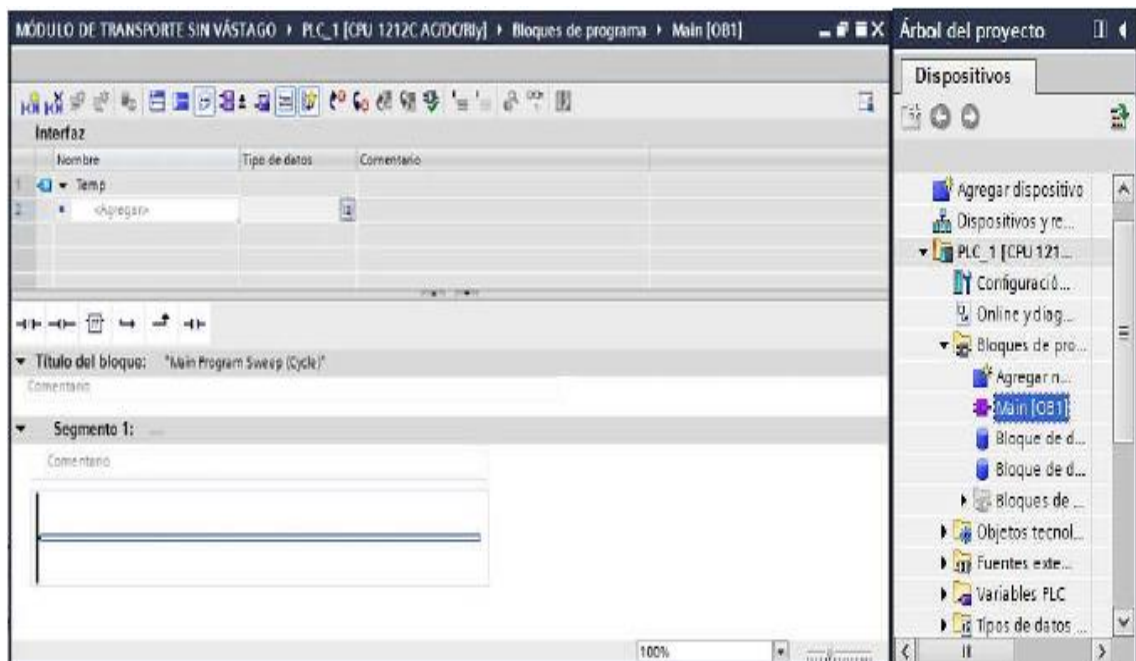 MÓDULO DE TRANSPORTE SIN VÁSTAGO ▸ PLC_1 [CPU 1212C AC/DC/Rly] ▸ Bloques de programa ▸ Main [OB1]
Interfaz
Nombre Tipo de datos Comentario
1 Temp
2 <Agregar>
Título del bloque: "Main Program Sweep (Cycle)"
Comentario
Segmento 1: ....
Comentario
100%
Árbol del proyecto
Dispositivos
Agregar dispositivo
Dispositivos y re...
PLC_1 [CPU 121...
Configuració...
Online y diag...
Bloques de pro...
Agregar n...
Main [OB1]
Bloque de d...
Bloque de d...
Bloques de ...
Objetos tecnol...
Fuentes exte...
Variables PLC
Tipos de datos ...